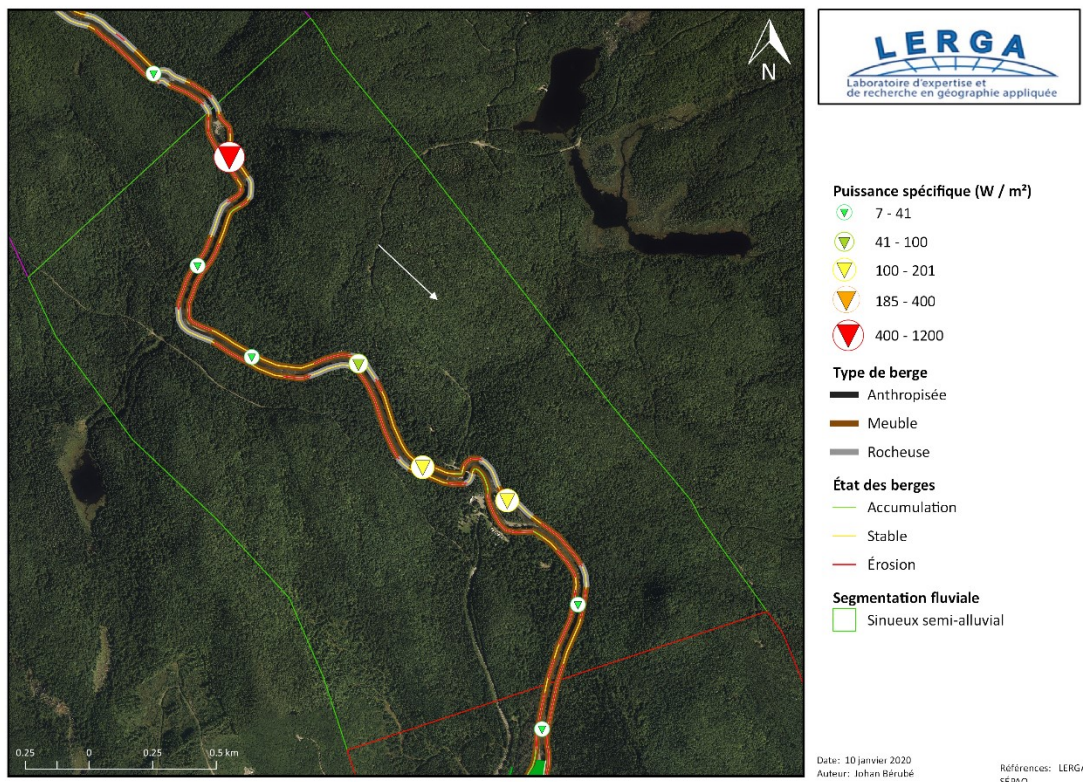 N
0.25
0
0.25
0.5 km
LERGA
Laboratoire d'expertise et
de recherche en géographie appliquée
Puissance spécifique (W / m²)
7 - 41
41 - 100
100 - 201
185 - 400
400 - 1200
Type de berge
Anthropisée
Meuble
Rocheuse
État des berges
Accumulation
Stable
Érosion
Segmentation fluviale
Sinueux semi-alluvial
Date: 10 janvier 2020
Auteur: Johan Bérubé
Références: LERGA
SÉPAQ